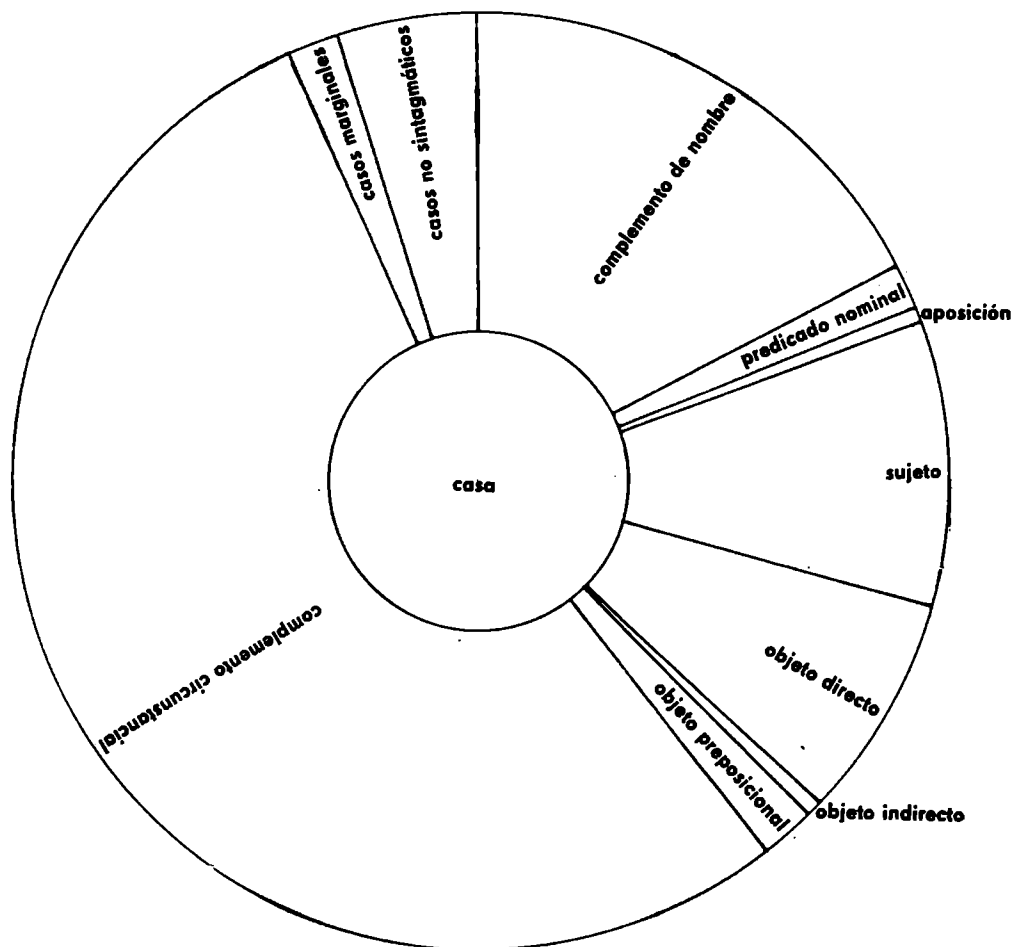 casos marginales
casos no sintagmáticos
complemento de nombre
predicado nominal
aposición
sujeto
casa
objeto directo
objeto indirecto
objeto preposicional
complemento circunstancial